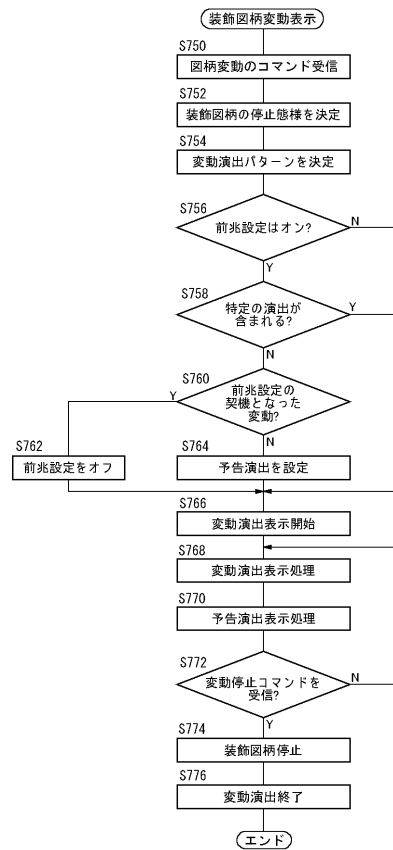 装飾図柄変動表示
S750
図柄変動のコマンド受信
S752
装飾図柄の停止態様を決定
S754
変動演出パターンを決定
S756
前兆設定はオン?
N
Y
S758
特定の演出が
含まれる?
Y
N
S760
前兆設定の
契機となった
変動?
Y
N
S762
前兆設定をオフ
S764
予告演出を設定
S766
変動演出表示開始
S768
変動演出表示処理
S770
予告演出表示処理
S772
変動停止コマンドを
受信?
N
Y
S774
装飾図柄停止
S776
変動演出終了
エンド